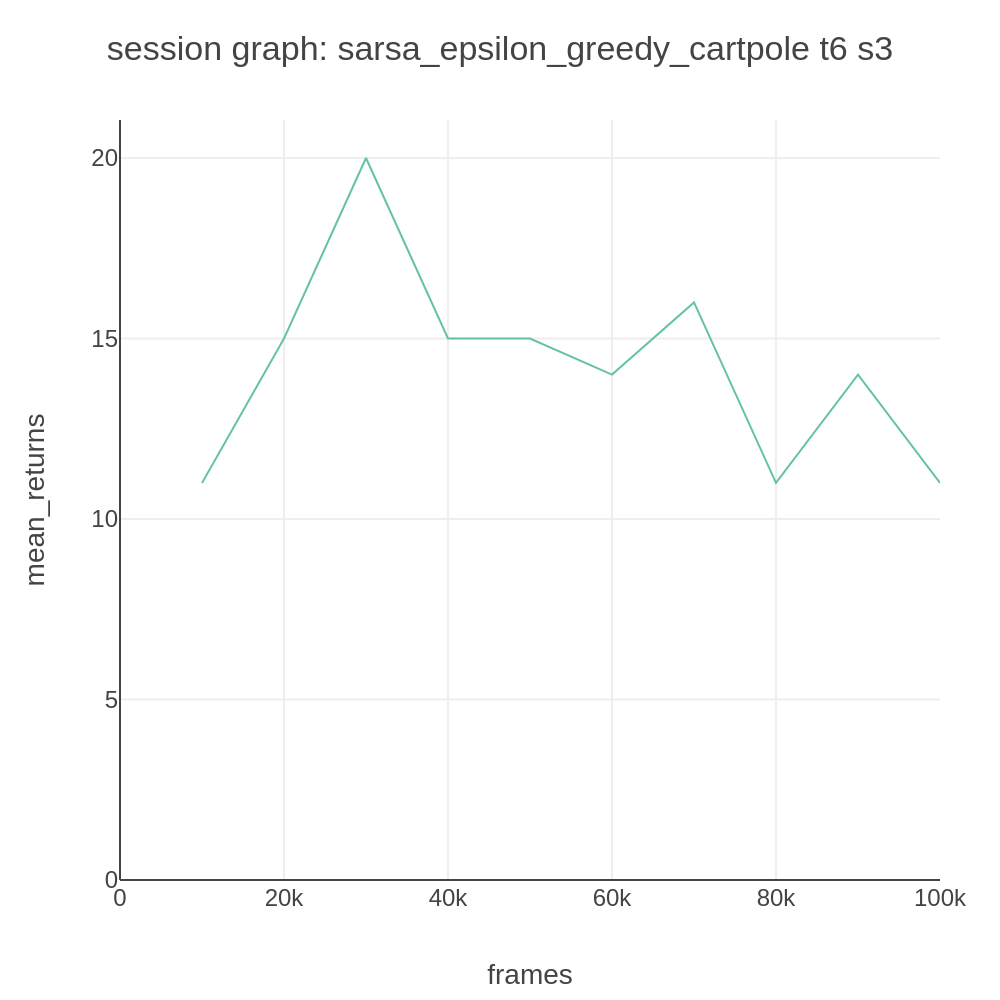 session graph: sarsa_epsilon_greedy_cartpole t6 s3
20
15
10
5
0
mean_returns
0 20k 40k 60k 80k 100k
frames